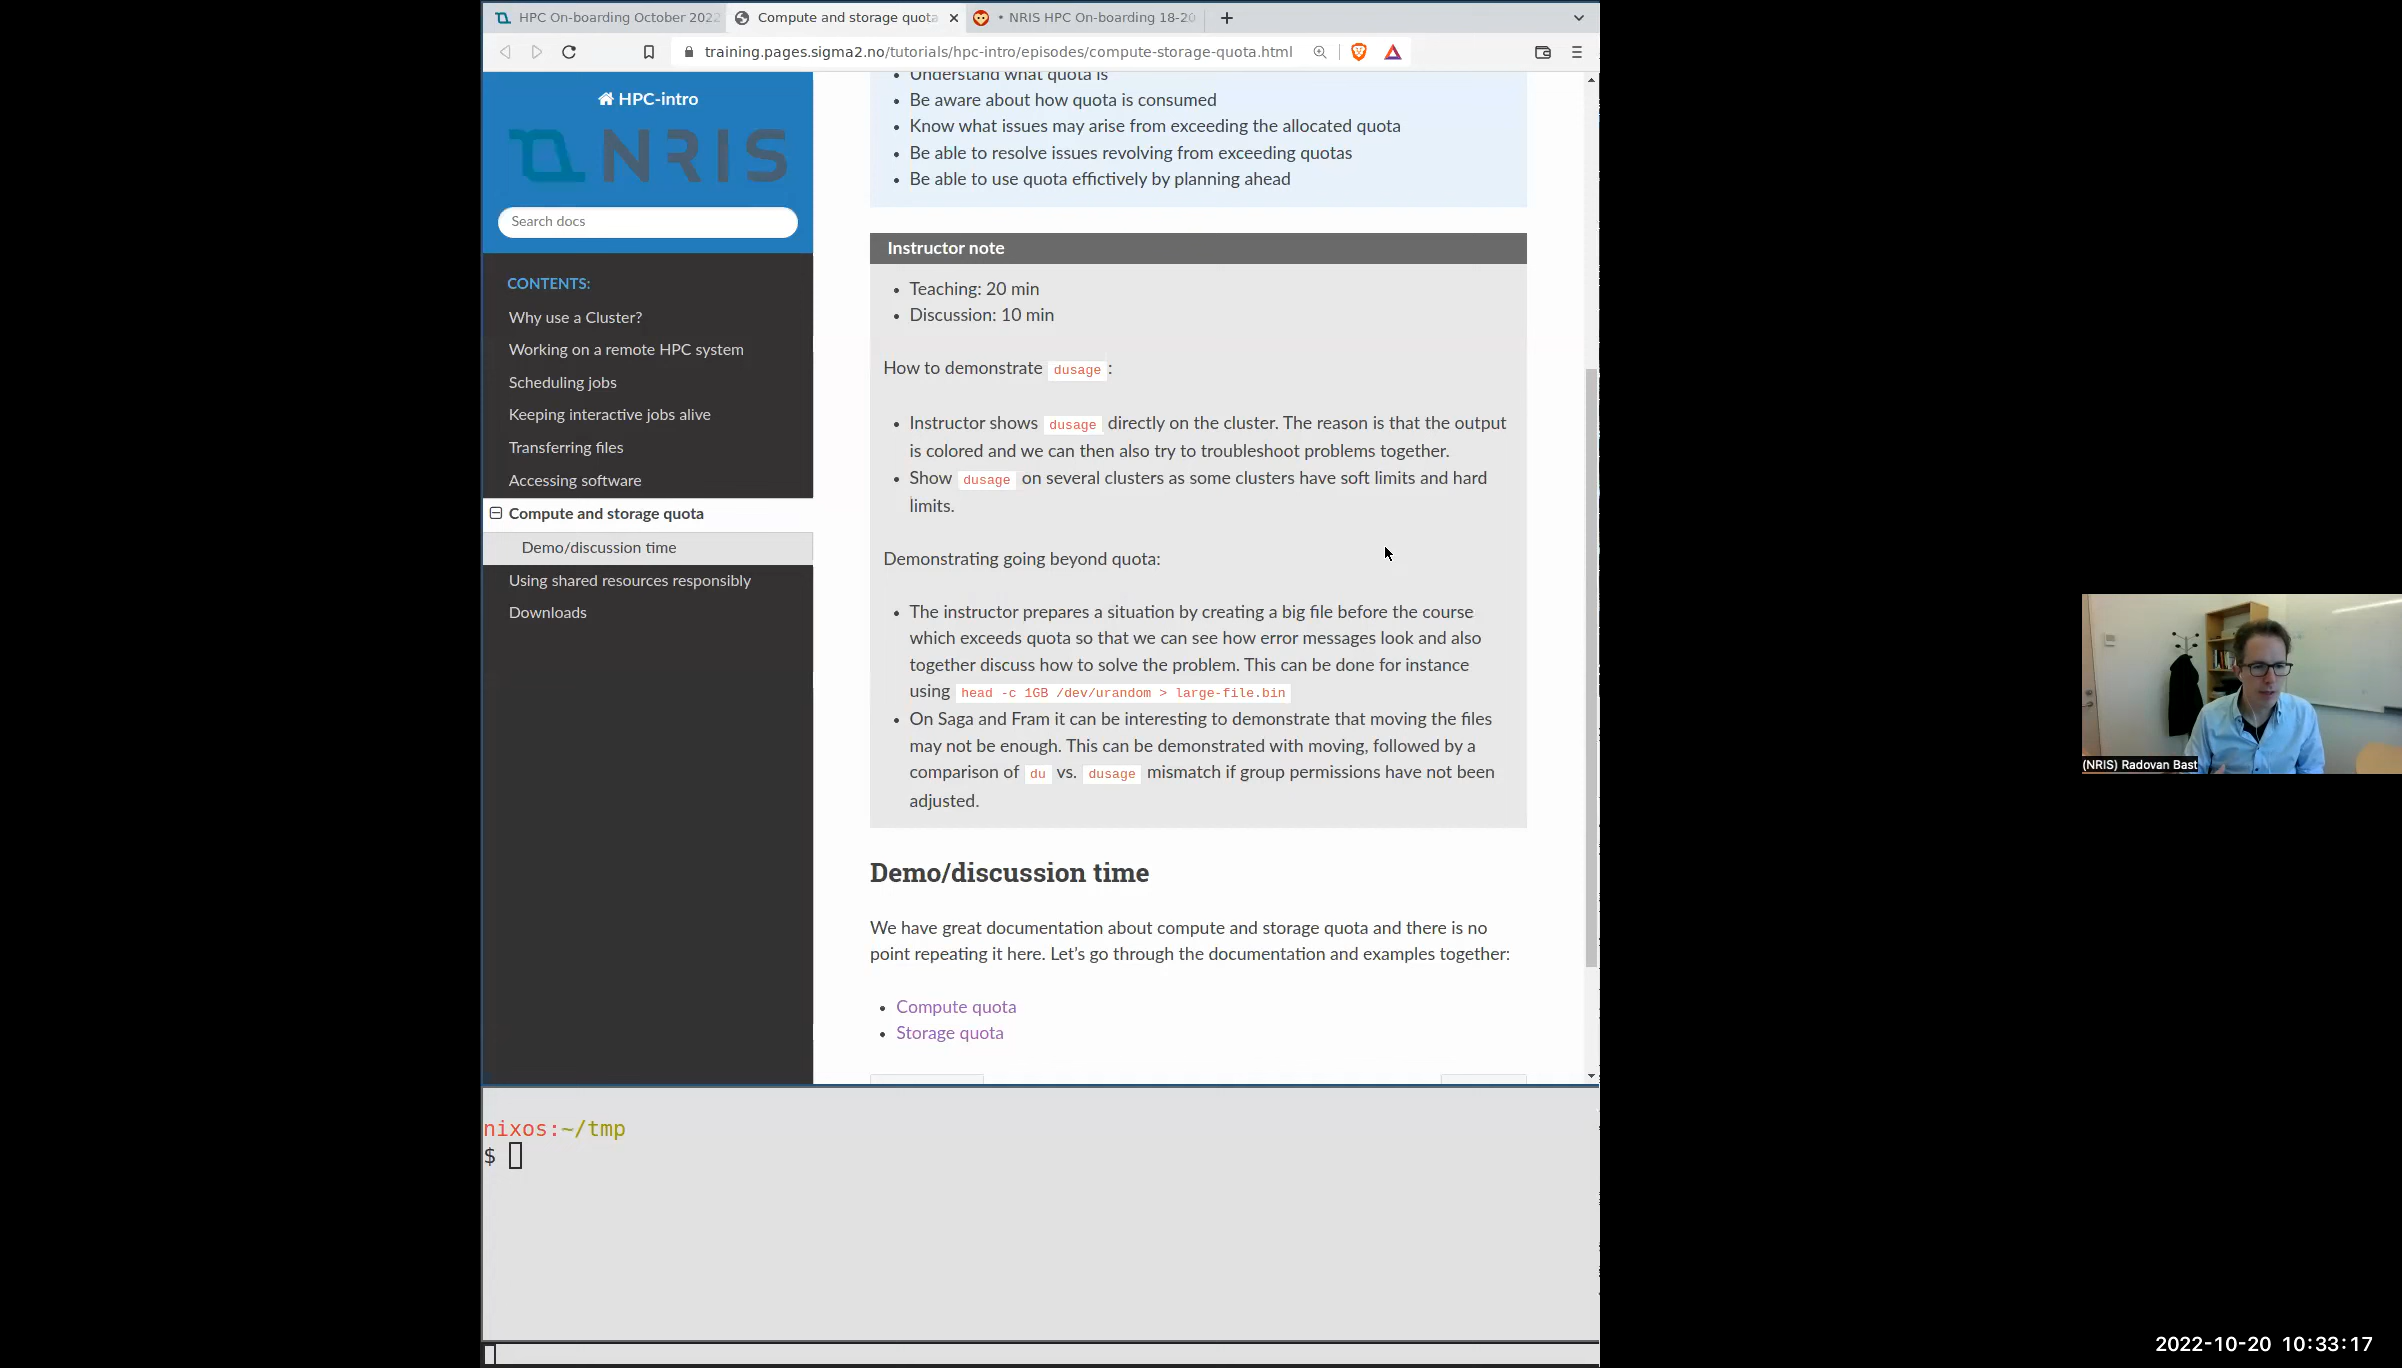 HPC On-boarding October 2022
Compute and storage quota
• NRIS HPC On-boarding 18-20
training.pages.sigma2.no/tutorials/hpc-intro/episodes/compute-storage-quota.html
HPC-intro
NRIS
Search docs
CONTENTS:
Why use a Cluster?
Working on a remote HPC system
Scheduling jobs
Keeping interactive jobs alive
Transferring files
Accessing software
Compute and storage quota
Demo/discussion time
Using shared resources responsibly
Downloads
• Understand what quota is
• Be aware about how quota is consumed
• Know what issues may arise from exceeding the allocated quota
• Be able to resolve issues revolving from exceeding quotas
• Be able to use quota effictively by planning ahead
Instructor note
• Teaching: 20 min
• Discussion: 10 min
How to demonstrate dusage :
• Instructor shows dusage directly on the cluster. The reason is that the output
is colored and we can then also try to troubleshoot problems together.
• Show dusage on several clusters as some clusters have soft limits and hard
limits.
Demonstrating going beyond quota:
• The instructor prepares a situation by creating a big file before the course
which exceeds quota so that we can see how error messages look and also
together discuss how to solve the problem. This can be done for instance
using head -c 1GB /dev/urandom > large-file.bin
• On Saga and Fram it can be interesting to demonstrate that moving the files
may not be enough. This can be demonstrated with moving, followed by a
comparison of du vs. dusage mismatch if group permissions have not been
adjusted.
Demo/discussion time
We have great documentation about compute and storage quota and there is no
point repeating it here. Let's go through the documentation and examples together:
• Compute quota
• Storage quota
nixos:~/tmp
$
(NRIS) Radovan Bast
2022-10-20 10:33:17